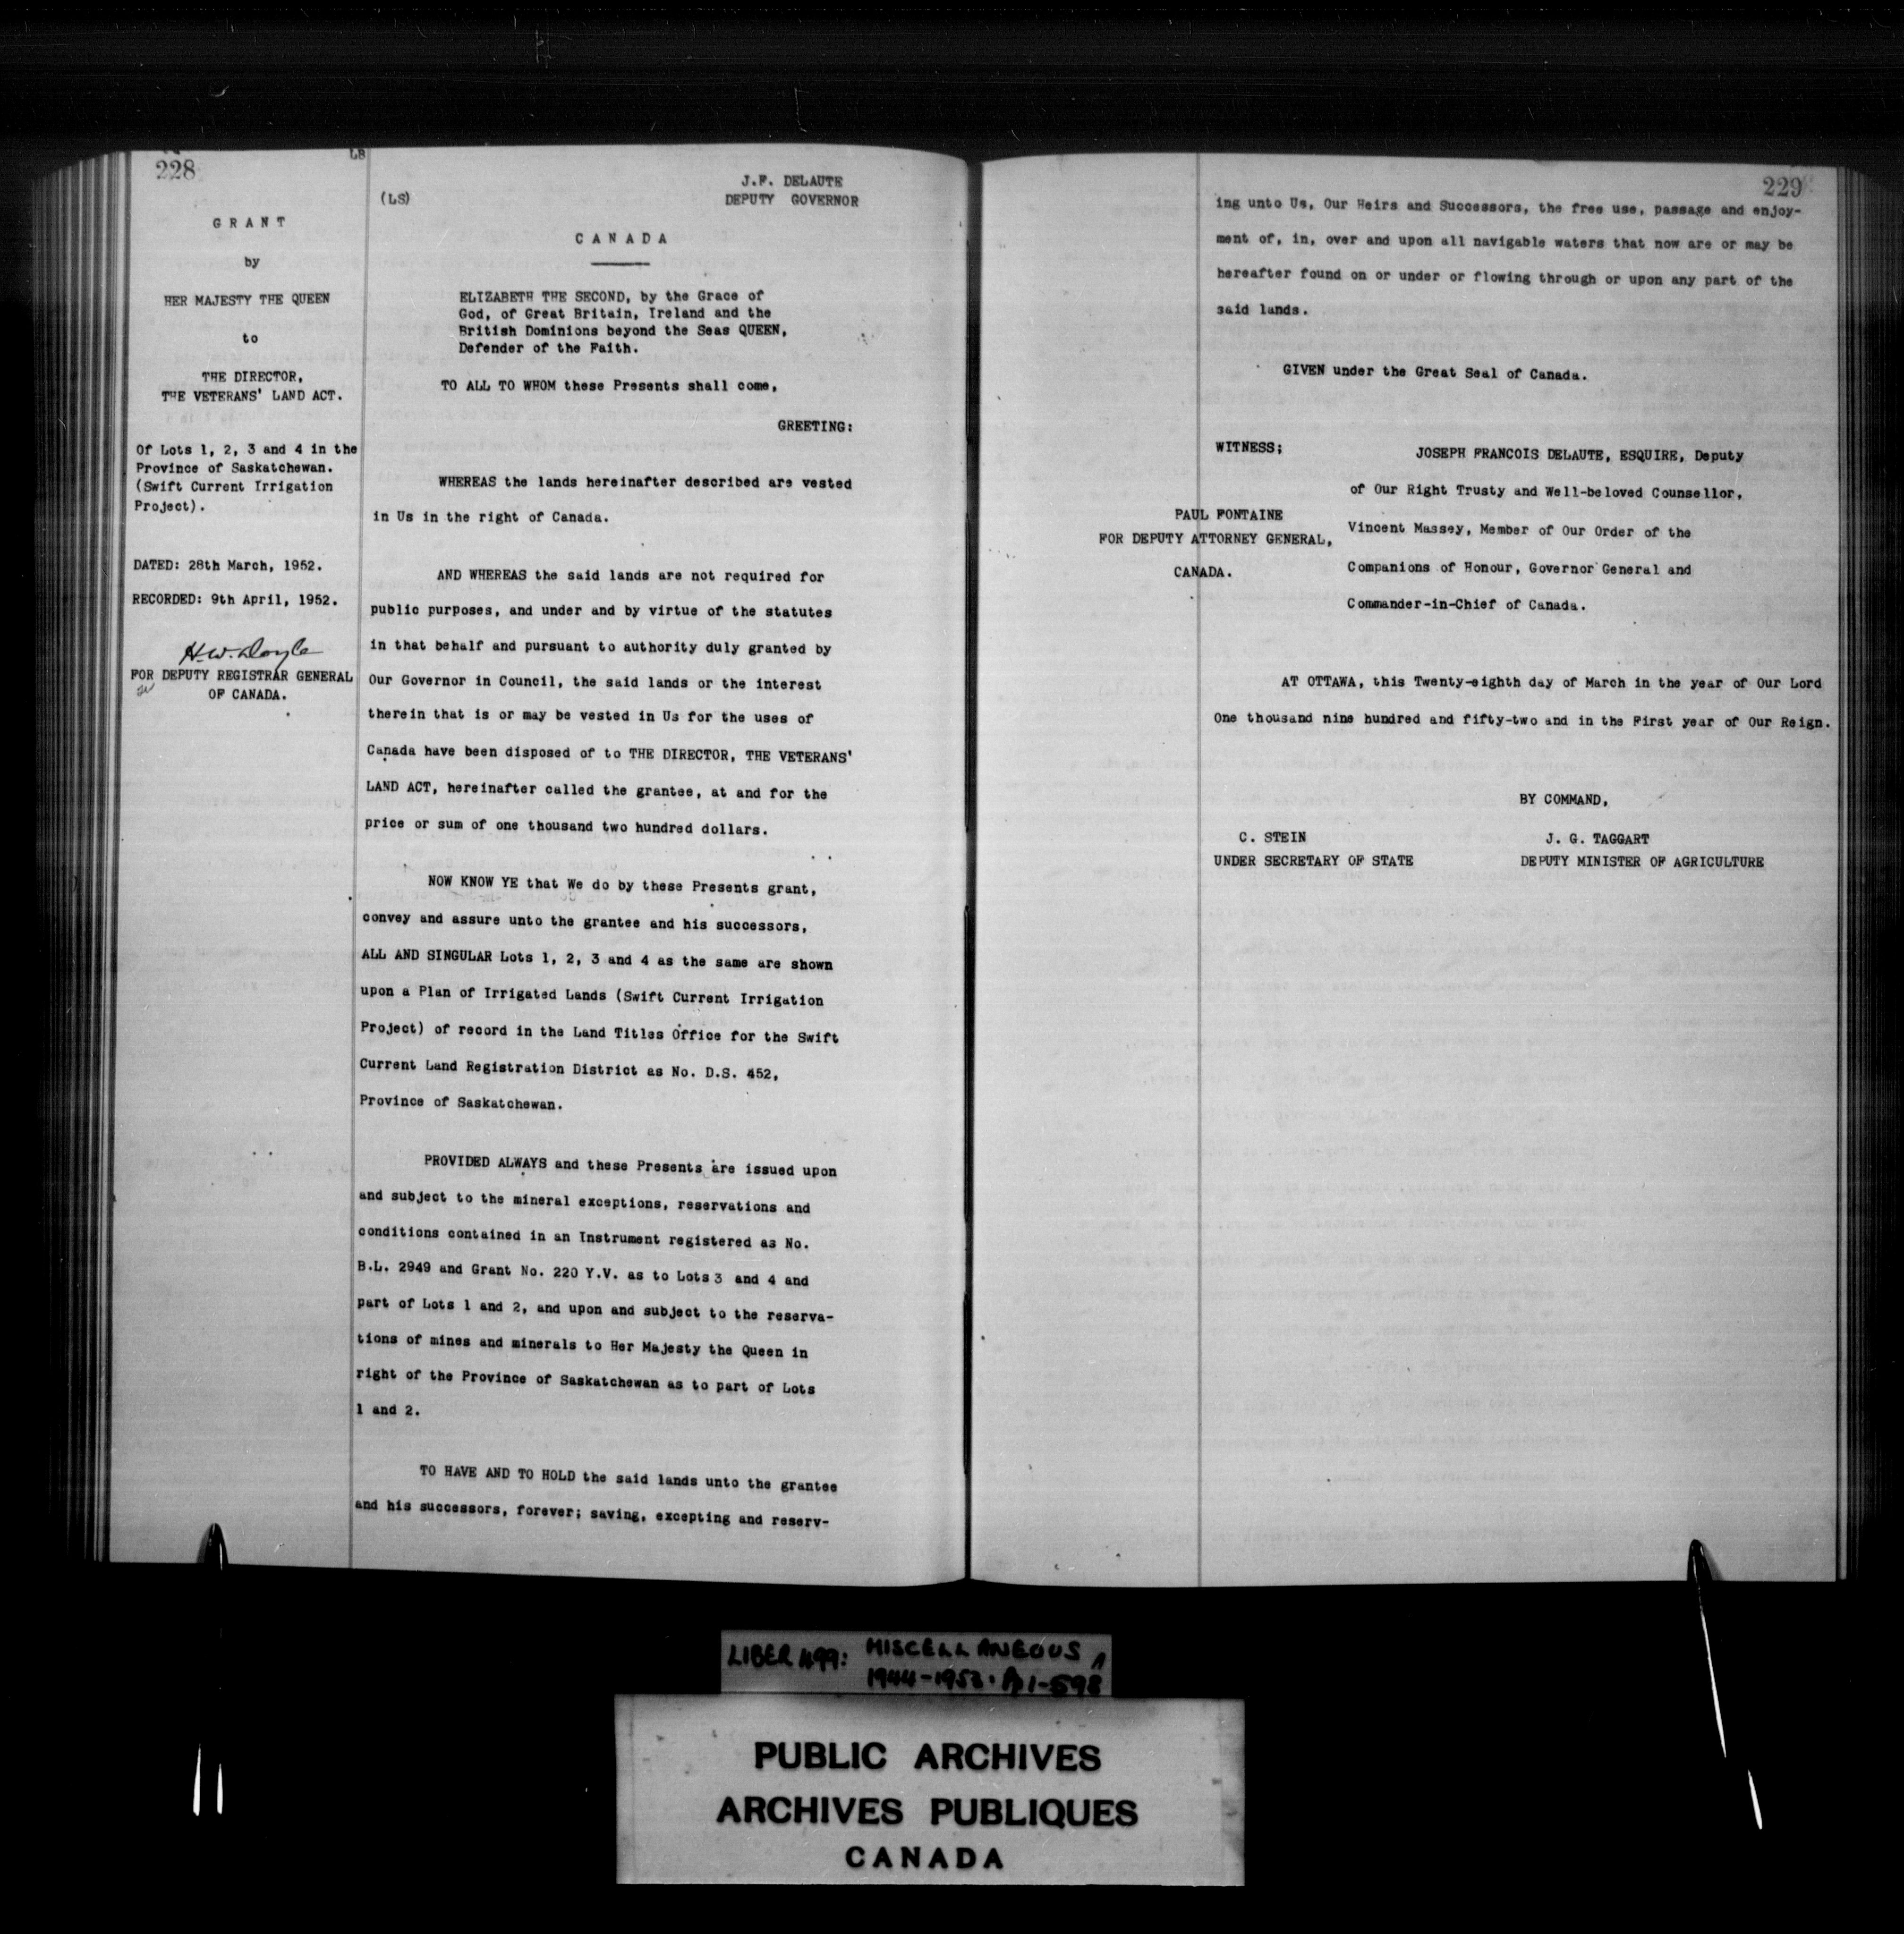 228
LB
GRANT
by
HER MAJESTY THE QUEEN
to
THE DIRECTOR,
THE VETERANS' LAND ACT.
Of Lots 1, 2, 3 and 4 in the
Province of Saskatchewan.
(Swift Current Irrigation
Project).
DATED: 28th March, 1952.
RECORDED: 9th April, 1952.
H.W. Doyle
FOR DEPUTY REGISTRAR GENERAL
OF CANADA.
(LS)
J.F. DELAUTE
DEPUTY GOVERNOR
CANADA
ELIZABETH THE SECOND, by the Grace of
God, of Great Britain, Ireland and the
British Dominions beyond the Seas QUEEN,
Defender of the Faith.
TO ALL TO WHOM these Presents shall come,
GREETING:
WHEREAS the lands hereinafter described are vested
in Us in the right of Canada.
AND WHEREAS the said lands are not required for
public purposes, and under and by virtue of the statutes
in that behalf and pursuant to authority duly granted by
Our Governor in Council, the said lands or the interest
therein that is or may be vested in Us for the uses of
Canada have been disposed of to THE DIRECTOR, THE VETERANS'
LAND ACT, hereinafter called the grantee, at and for the
price or sum of one thousand two hundred dollars.
NOW KNOW YE that We do by these Presents grant,
convey and assure unto the grantee and his successors,
ALL AND SINGULAR Lots 1, 2, 3 and 4 as the same are shown
upon a Plan of Irrigated Lands (Swift Current Irrigation
Project) of record in the Land Titles Office for the Swift
Current Land Registration District as No. D.S. 452,
Province of Saskatchewan.
PROVIDED ALWAYS and these Presents are issued upon
and subject to the mineral exceptions, reservations and
conditions contained in an Instrument registered as No.
B.L. 2949 and Grant No. 220 Y.V. as to Lots 3 and 4 and
part of Lots 1 and 2, and upon and subject to the reserva-
tions of mines and minerals to Her Majesty the Queen in
right of the Province of Saskatchewan as to part of Lots
1 and 2.
TO HAVE AND TO HOLD the said lands unto the grantee
and his successors, forever; saving, excepting and reserv-
229
ing unto Us, Our Heirs and Successors, the free use, passage and enjoy-
ment of, in, over and upon all navigable waters that now are or may be
hereafter found on or under or flowing through or upon any part of the
said lands.
GIVEN under the Great Seal of Canada.
WITNESS;
JOSEPH FRANCOIS DELAUTE, ESQUIRE, Deputy
of Our Right Trusty and Well-beloved Counsellor,
Vincent Massey, Member of Our Order of the
Companions of Honour, Governor General and
Commander-in-Chief of Canada.
PAUL FONTAINE
FOR DEPUTY ATTORNEY GENERAL,
CANADA.
AT OTTAWA, this Twenty-eighth day of March in the year of Our Lord
One thousand nine hundred and fifty-two and in the First year of Our Reign.
BY COMMAND,
C. STEIN
UNDER SECRETARY OF STATE
J. G. TAGGART
DEPUTY MINISTER OF AGRICULTURE
LIBER 499: MISCELLANEOUS
1944-1953. 1-598
PUBLIC ARCHIVES
ARCHIVES PUBLIQUES
CANADA